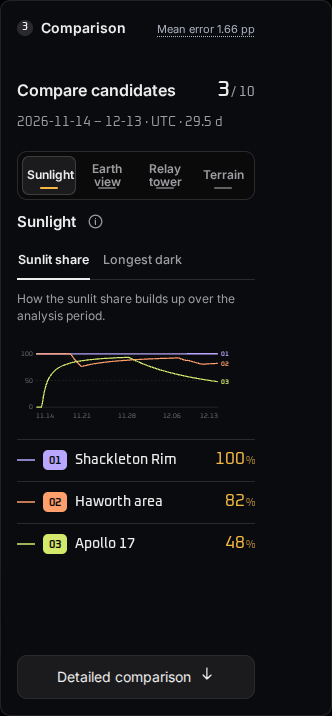 3 Comparison Mean error 1.66 pp
Compare candidates 3 / 10
2026-11-14 – 12-13 · UTC · 29.5 d
Sunlight Earth view Relay tower Terrain
Sunlight
Sunlit share Longest dark
How the sunlit share builds up over the
analysis period.
100 01
02
50 03
0
11.14 11.21 11.28 12.06 12.13
01 Shackleton Rim 100%
02 Haworth area 82%
03 Apollo 17 48%
Detailed comparison